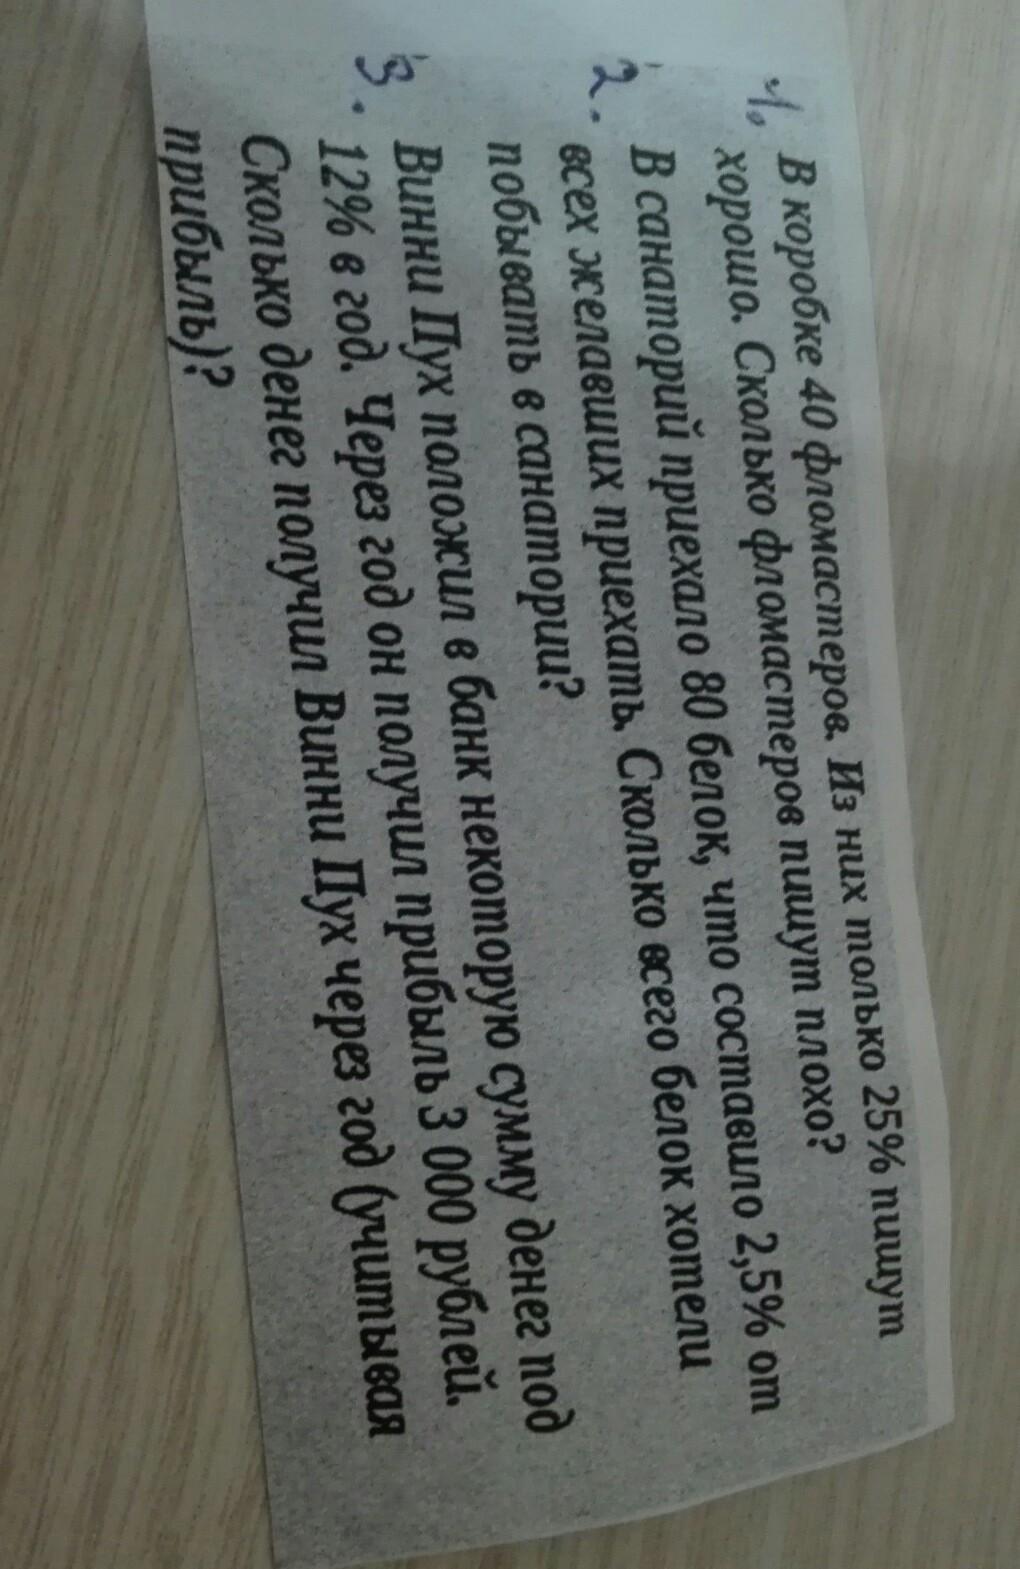 1. В коробке 40 фломастеров. Из них только 25% пишут
хорошо. Сколько фломастеров пишут плохо?
2. В санаторий приехало 80 белок, что составило 2,5% от
всех желавших приехать. Сколько всего белок хотели
побывать в санатории?
3. Винни Пух положил в банк некоторую сумму денег под
12% в год. Через год он получил прибыль 3 000 рублей.
Сколько денег получил Винни Пух через год (учитывая
прибыль)?